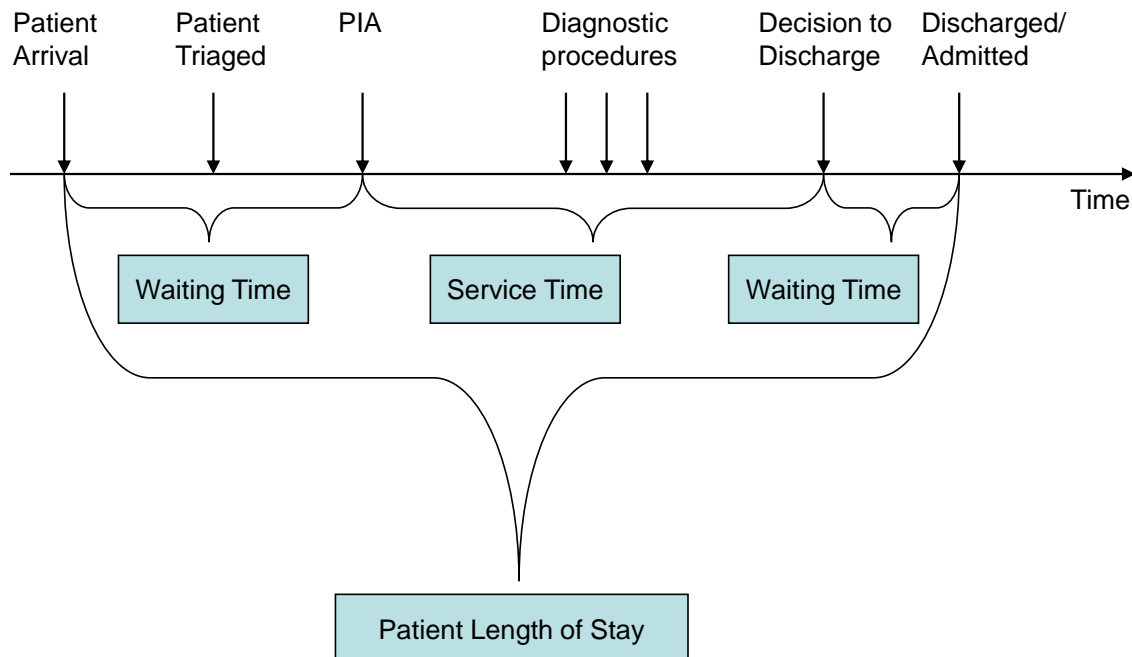 Patient
Arrival
Patient
Triaged
PIA
Diagnostic
procedures
Decision to
Discharge
Discharged/
Admitted
Time
Waiting Time
Service Time
Waiting Time
Patient Length of Stay